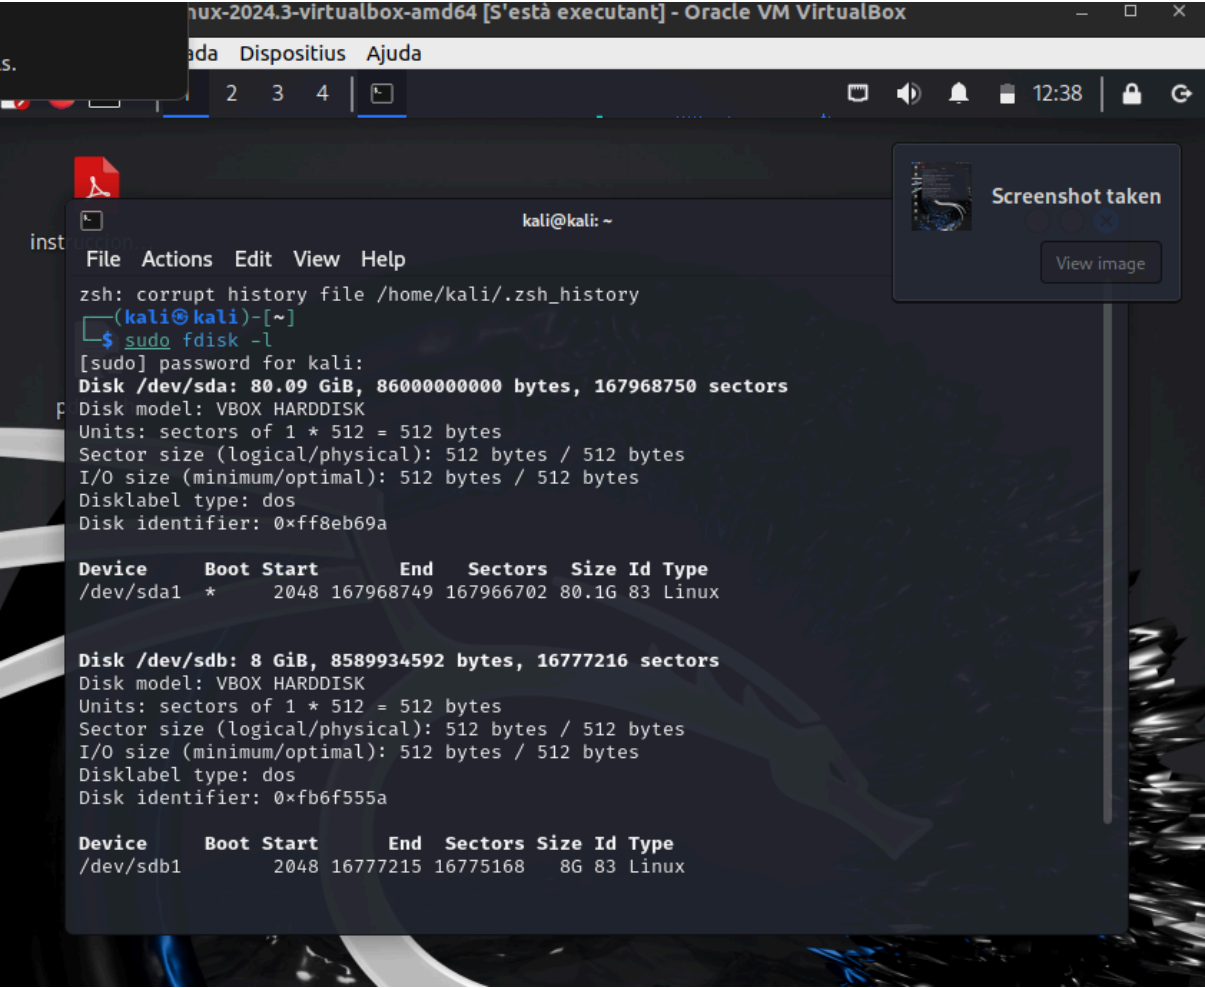 nux-2024.3-virtualbox-amd64 [S'està executant] - Oracle VM VirtualBox
s.
ada Dispositius Ajuda
1 2 3 4 12:38
Screenshot taken
View image
kali@kali: ~
instruccion...
File Actions Edit View Help
zsh: corrupt history file /home/kali/.zsh_history
┌──(kali㉿kali)-[~]
└─$ sudo fdisk -l
[sudo] password for kali:
Disk /dev/sda: 80.09 GiB, 86000000000 bytes, 167968750 sectors
Disk model: VBOX HARDDISK
Units: sectors of 1 * 512 = 512 bytes
Sector size (logical/physical): 512 bytes / 512 bytes
I/O size (minimum/optimal): 512 bytes / 512 bytes
Disklabel type: dos
Disk identifier: 0×ff8eb69a
Device Boot Start End Sectors Size Id Type
/dev/sda1 * 2048 167968749 167966702 80.1G 83 Linux
Disk /dev/sdb: 8 GiB, 8589934592 bytes, 16777216 sectors
Disk model: VBOX HARDDISK
Units: sectors of 1 * 512 = 512 bytes
Sector size (logical/physical): 512 bytes / 512 bytes
I/O size (minimum/optimal): 512 bytes / 512 bytes
Disklabel type: dos
Disk identifier: 0×fb6f555a
Device Boot Start End Sectors Size Id Type
/dev/sdb1 2048 16777215 16775168 8G 83 Linux